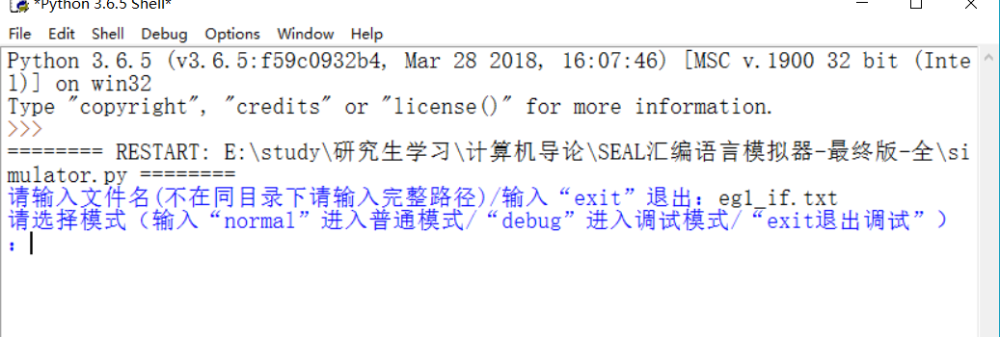 *Python 3.6.5 Shell*
File Edit Shell Debug Options Window Help
Python 3.6.5 (v3.6.5:f59c0932b4, Mar 28 2018, 16:07:46) [MSC v.1900 32 bit (Inte
l)] on win32
Type "copyright", "credits" or "license()" for more information.
>>>
======== RESTART: E:\study\研究生学习\计算机导论\SEAL汇编语言模拟器-最终版-全\si
mulator.py ========
请输入文件名(不在同目录下请输入完整路径)/输入“exit”退出：eg1_if.txt
请选择模式（输入“normal”进入普通模式/“debug”进入调试模式/“exit退出调试”）
：